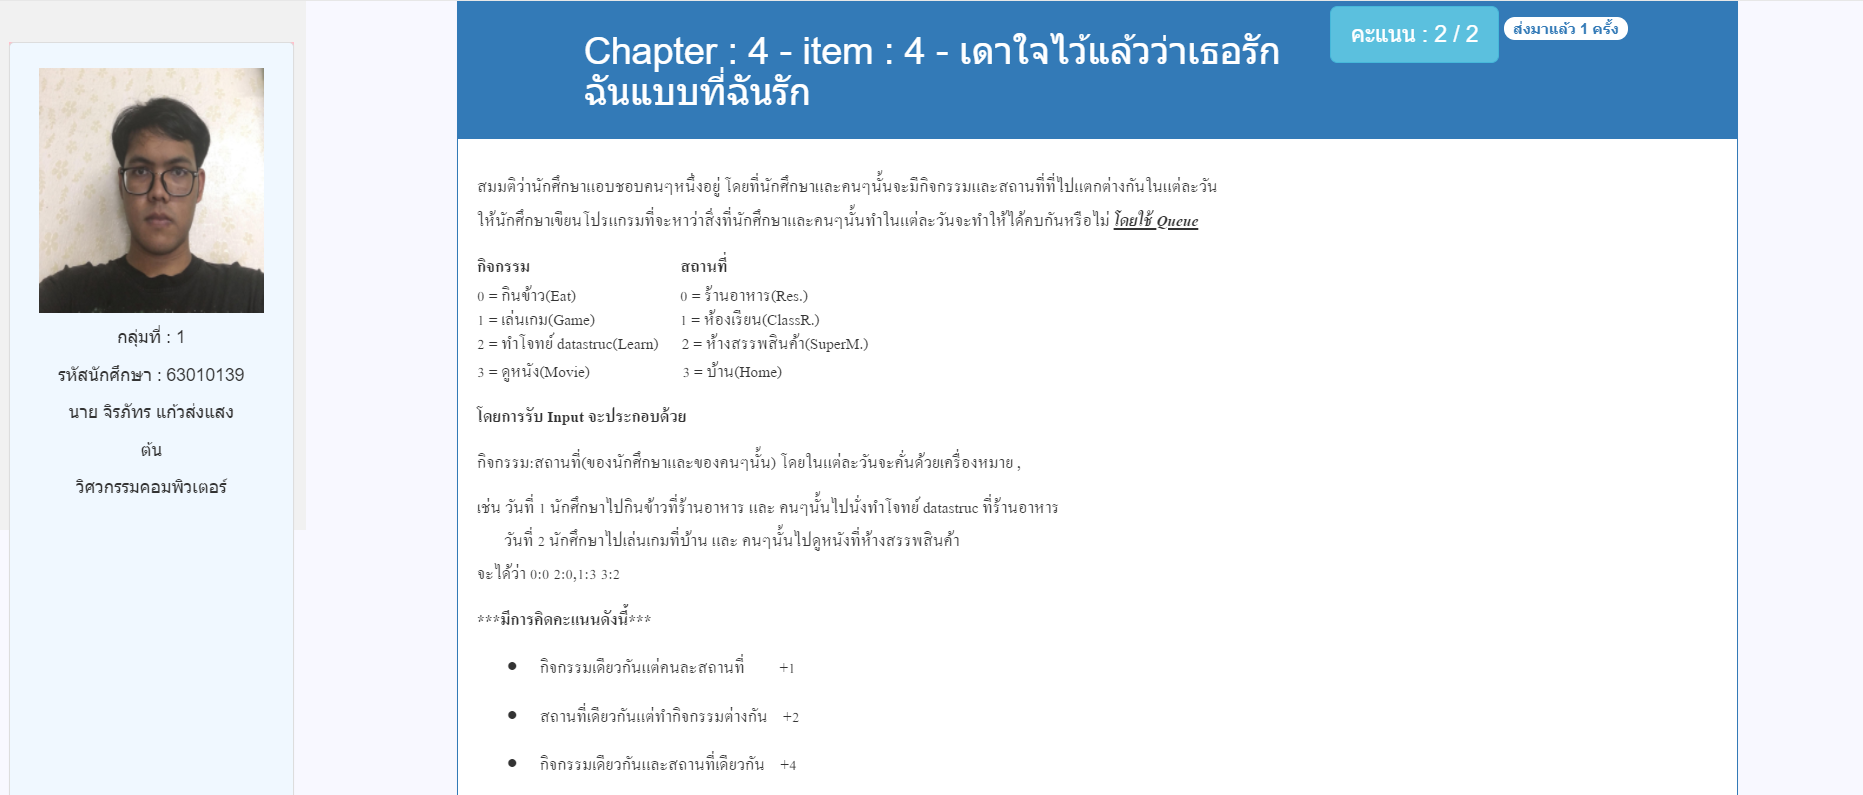 Chapter : 4 - item : 4 - เดาใจไว้แล้วว่าเธอรัก
ฉันแบบที่ฉันรัก
คะแนน : 2 / 2
ส่งมาแล้ว 1 ครั้ง
กลุ่มที่ : 1
รหัสนักศึกษา : 63010139
นาย จิรภัทร แก้วส่งแสง
ต้น
วิศวกรรมคอมพิวเตอร์
สมมติว่านักศึกษาแอบชอบคนๆหนึ่งอยู่ โดยที่นักศึกษาและคนๆนั้นจะมีกิจกรรมและสถานที่ที่ไปแตกต่างกันในแต่ละวัน
ให้นักศึกษาเขียนโปรแกรมที่จะหาว่าสิ่งที่นักศึกษาและคนๆนั้นทำในแต่ละวันจะทำให้ได้คบกันหรือไม่ โดยใช้ Queue
กิจกรรม สถานที่
0 = กินข้าว(Eat) 0 = ร้านอาหาร(Res.)
1 = เล่นเกม(Game) 1 = ห้องเรียน(ClassR.)
2 = ทำโจทย์ datastruc(Learn) 2 = ห้างสรรพสินค้า(SuperM.)
3 = ดูหนัง(Movie) 3 = บ้าน(Home)
โดยการรับ Input จะประกอบด้วย
กิจกรรม:สถานที่(ของนักศึกษาและของคนๆนั้น) โดยในแต่ละวันจะคั่นด้วยเครื่องหมาย ,
เช่น วันที่ 1 นักศึกษาไปกินข้าวที่ร้านอาหาร และ คนๆนั้นไปนั่งทำโจทย์ datastruc ที่ร้านอาหาร
วันที่ 2 นักศึกษาไปเล่นเกมที่บ้าน และ คนๆนั้นไปดูหนังที่ห้างสรรพสินค้า
จะได้ว่า 0:0 2:0,1:3 3:2
***มีการคิดคะแนนดังนี้***
● กิจกรรมเดียวกันแต่คนละสถานที่ +1
● สถานที่เดียวกันแต่ทำกิจกรรมต่างกัน +2
● กิจกรรมเดียวกันและสถานที่เดียวกัน +4